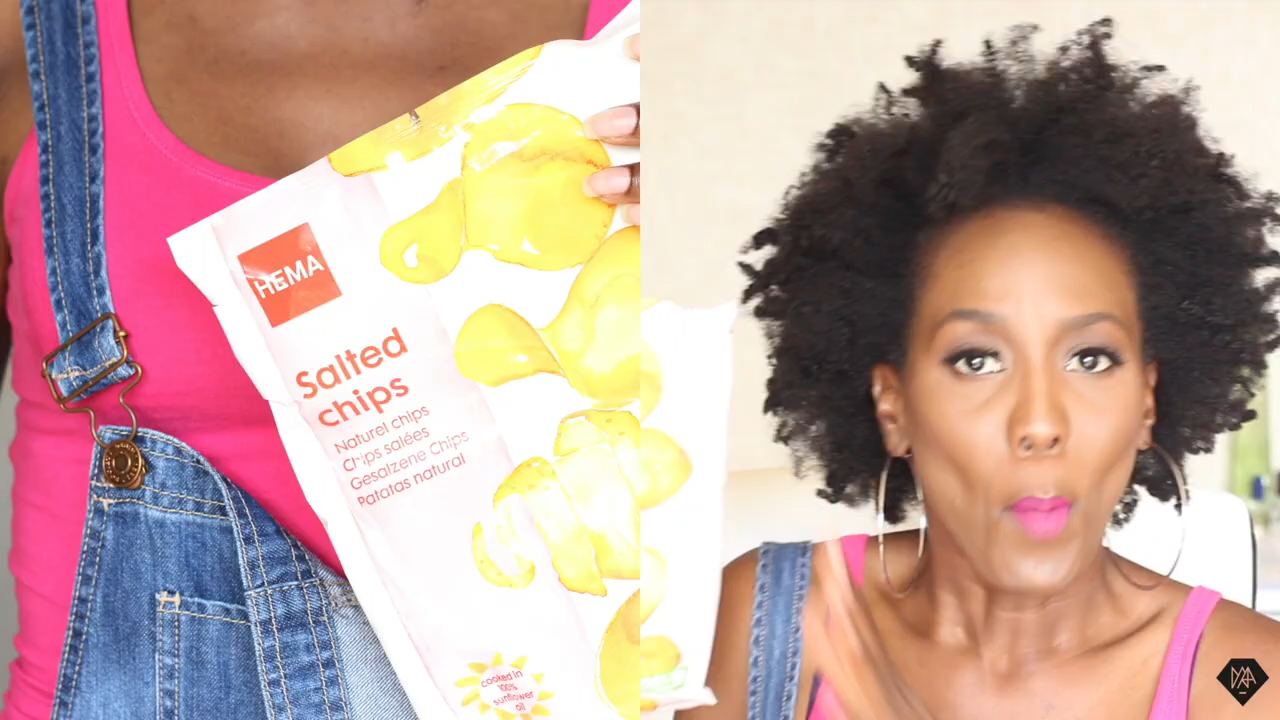 HEMA
Salted
chips
Naturel chips
Chips salées
Gesalzene Chips
Patatas natural
cooked in
100%
sunflower
oil